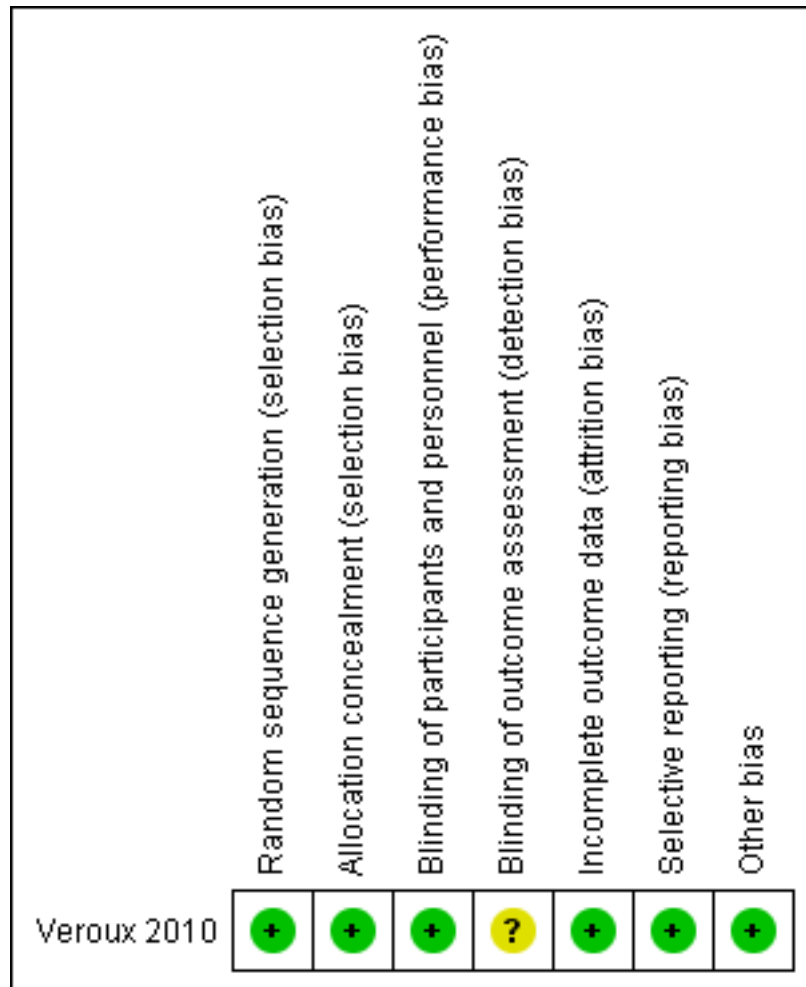 Random sequence generation (selection bias)
Allocation concealment (selection bias)
Blinding of participants and personnel (performance bias)
Blinding of outcome assessment (detection bias)
Incomplete outcome data (attrition bias)
Selective reporting (reporting bias)
Other bias
Veroux 2010 + + + ? + + +